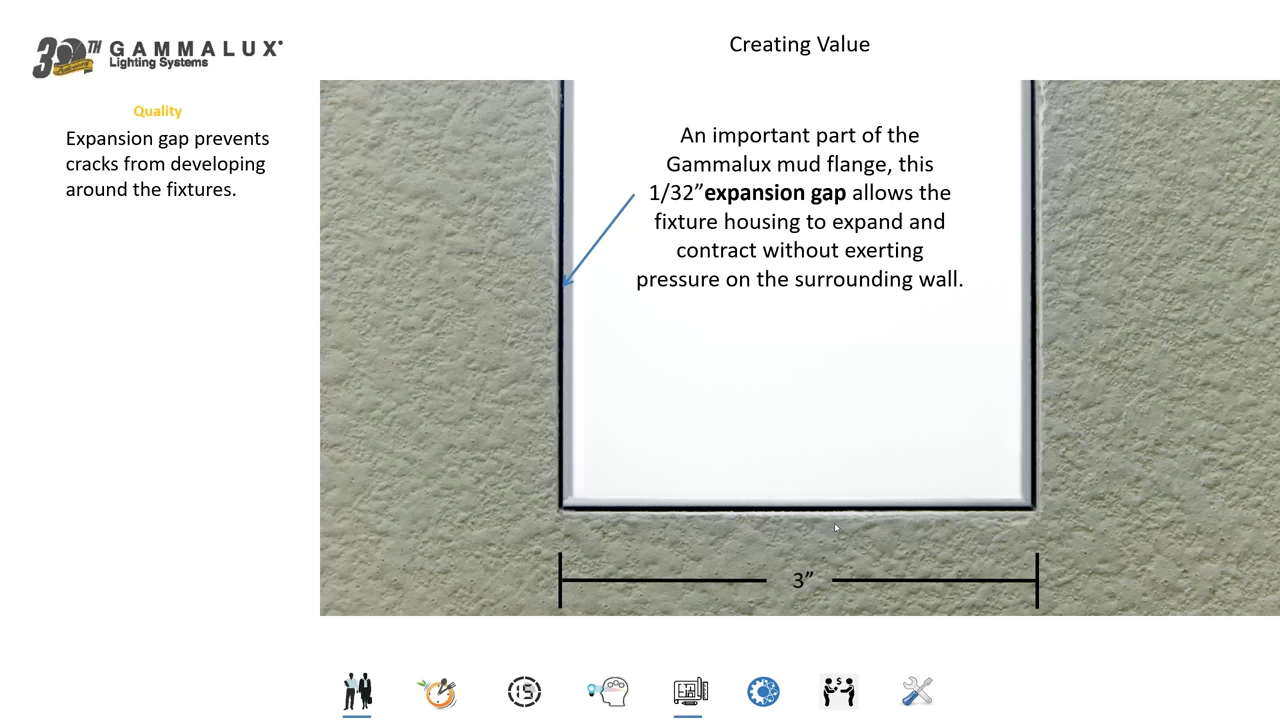 30TH GAMMALUX
Anniversary
Lighting Systems
Creating Value
Quality
Expansion gap prevents
cracks from developing
around the fixtures.
An important part of the
Gammalux mud flange, this
1/32”expansion gap allows the
fixture housing to expand and
contract without exerting
pressure on the surrounding wall.
3”
15
$